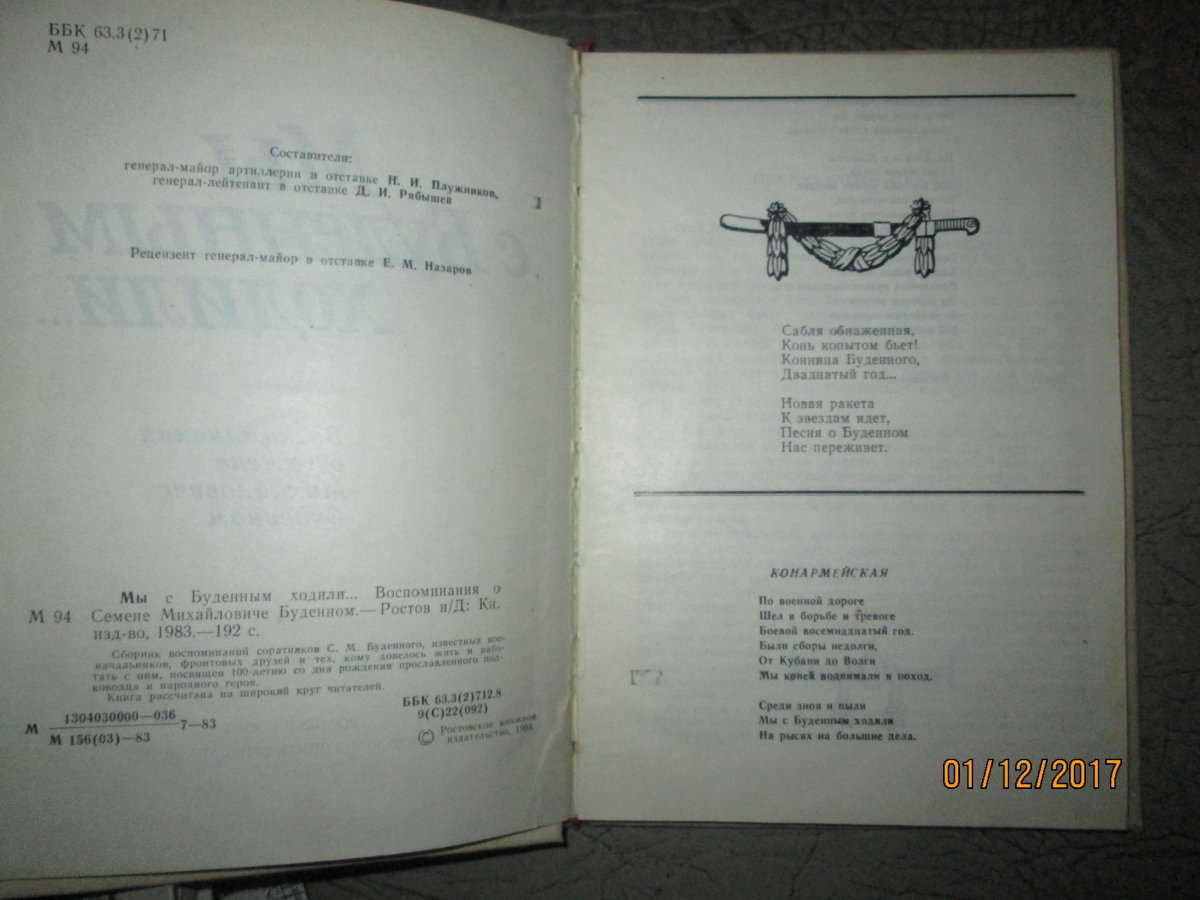 ББК 63.3(2)71
М 94
Составители:
генерал-майор артиллерии в отставке Н. И. Плужников,
генерал-лейтенант в отставке Д. И. Рябышев
Рецензент генерал-майор в отставке Е. М. Назаров
Мы с Буденным ходили... Воспоминания о
М 94 Семене Михайловиче Буденном.— Ростов н/Д: Кн.
изд-во, 1983.—192 с.
Сборник воспоминаний соратников С. М. Буденного, известных вое-
начальников, фронтовых друзей и тех, кому довелось жить и рабо-
тать с ним, посвящен 100-летию со дня рождения прославленного пол-
ководца и народного героя.
Книга рассчитана на широкий круг читателей.
М 1304030000—036 7—83
М 156(03)—83
ББК 63.3(2)712.8
9(С)22(092)
© Ростовское книжное
издательство, 1983.
Сабля обнаженная,
Конь копытом бьет!
Конница Буденного,
Двадцатый год...
Новая ракета
К звездам идет,
Песня о Буденном
Нас переживет.
КОНАРМЕЙСКАЯ
По военной дороге
Шел в борьбе и тревоге
Боевой восемнадцатый год.
Были сборы недолги,
От Кубани до Волги
Мы коней поднимали в поход.
Среди зноя и пыли
Мы с Буденным ходили
На рысях на большие дела.
01/12/2017